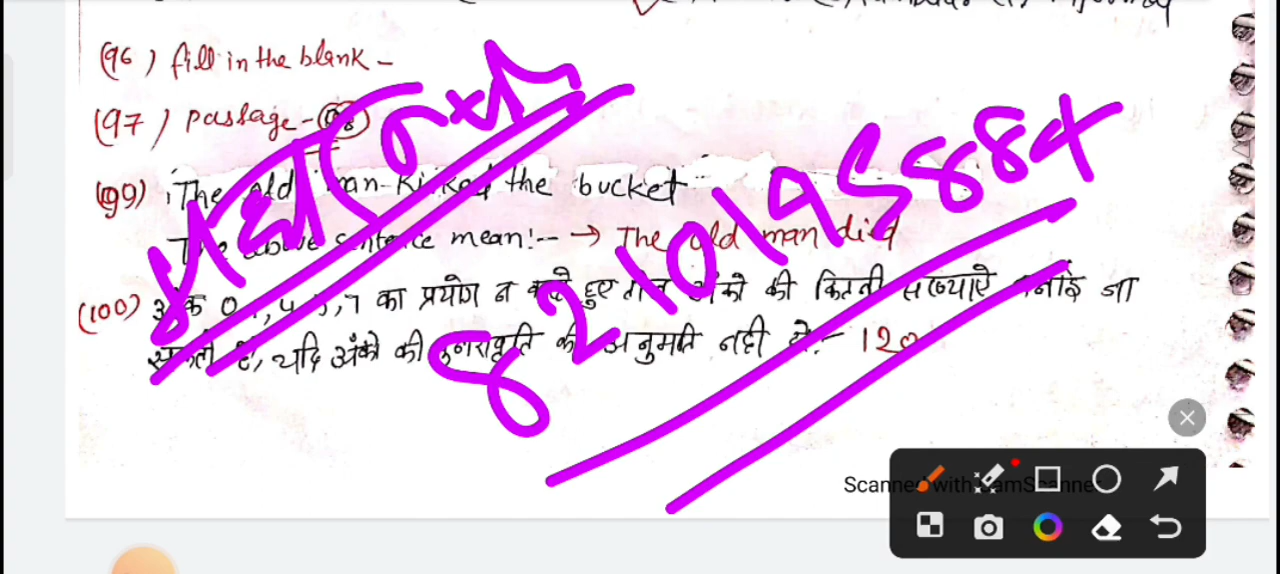 (96) fill in the blank -
(97) passage - 08
(99) The old man kicked the bucket
The above sentence mean:- → The old man died
(100) अंक 0, 4, 7 का प्रयोग न करते हुए तीन अंको की कितनी सख्याऐ बनाई जा
सकती है, यदि अंको की पुनरावृति की अनुमति नही हो:- 120
8210195884
Scanned with CamScanner